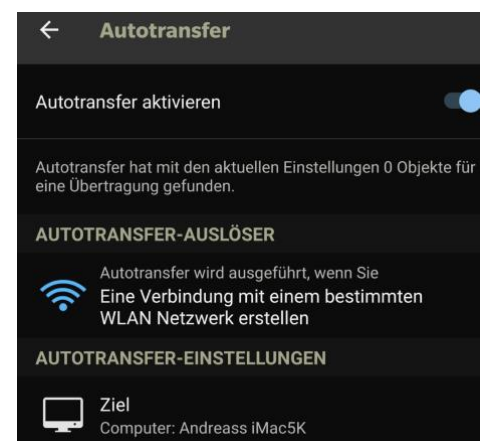 Autotransfer
Autotransfer aktivieren
Autotransfer hat mit den aktuellen Einstellungen 0 Objekte für
eine Übertragung gefunden.
AUTOTRANSFER-AUSLÖSER
Autotransfer wird ausgeführt, wenn Sie
Eine Verbindung mit einem bestimmten
WLAN Netzwerk erstellen
AUTOTRANSFER-EINSTELLUNGEN
Ziel
Computer: Andreass iMac5K